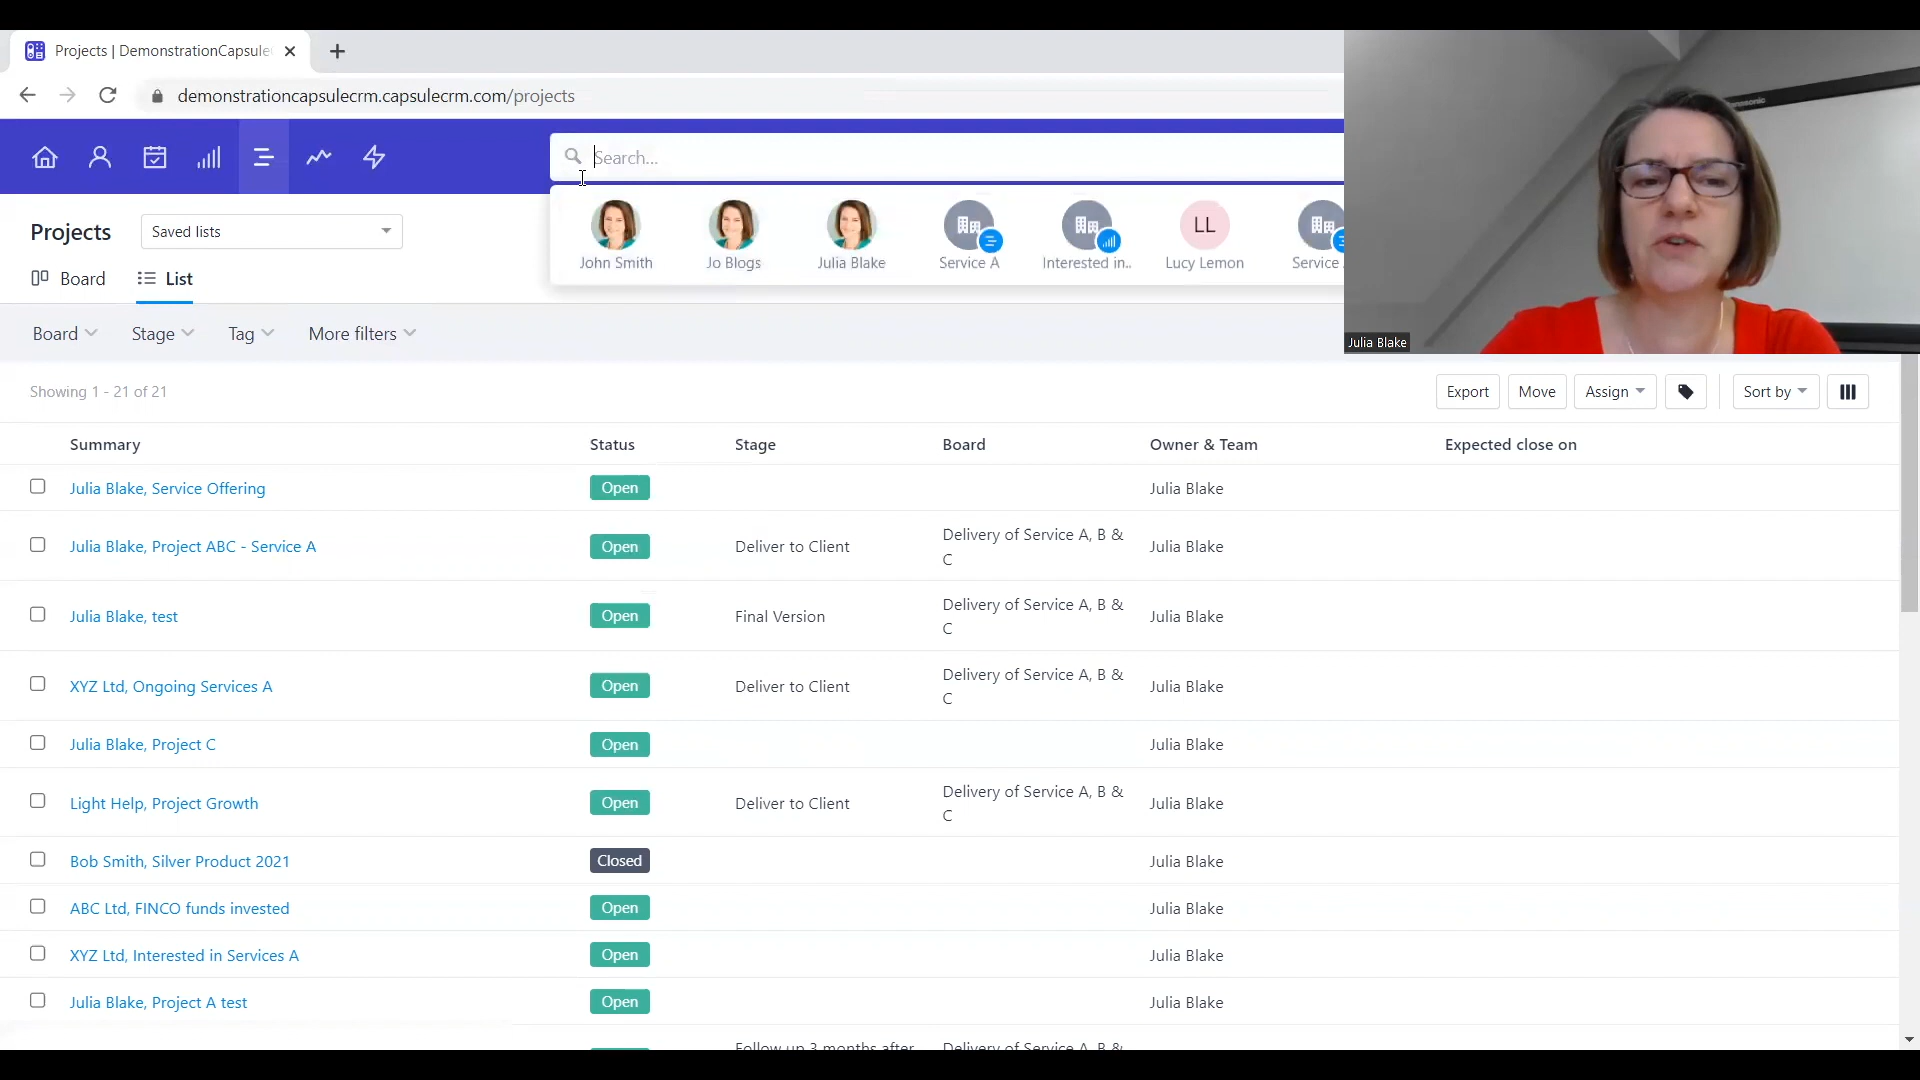 Projects | DemonstrationCapsule
demonstrationcapsulecrm.capsulecrm.com/projects
Panasonic
Search...
John Smith
Jo Blogs
Julia Blake
Service A
Interested in..
LL
Lucy Lemon
Service
Julia Blake
Projects
Saved lists
Board
List
Board
Stage
Tag
More filters
Showing 1 - 21 of 21
Export
Move
Assign
Sort by
Summary Status Stage Board Owner & Team Expected close on
Julia Blake, Service Offering Open Julia Blake
Julia Blake, Project ABC - Service A Open Deliver to Client Delivery of Service A, B & Julia Blake
C
Julia Blake, test Open Final Version Delivery of Service A, B & Julia Blake
C
XYZ Ltd, Ongoing Services A Open Deliver to Client Delivery of Service A, B & Julia Blake
C
Julia Blake, Project C Open Julia Blake
Light Help, Project Growth Open Deliver to Client Delivery of Service A, B & Julia Blake
C
Bob Smith, Silver Product 2021 Closed Julia Blake
ABC Ltd, FINCO funds invested Open Julia Blake
XYZ Ltd, Interested in Services A Open Julia Blake
Julia Blake, Project A test Open Julia Blake
Follow up 3 months after Delivery of Service A, B &